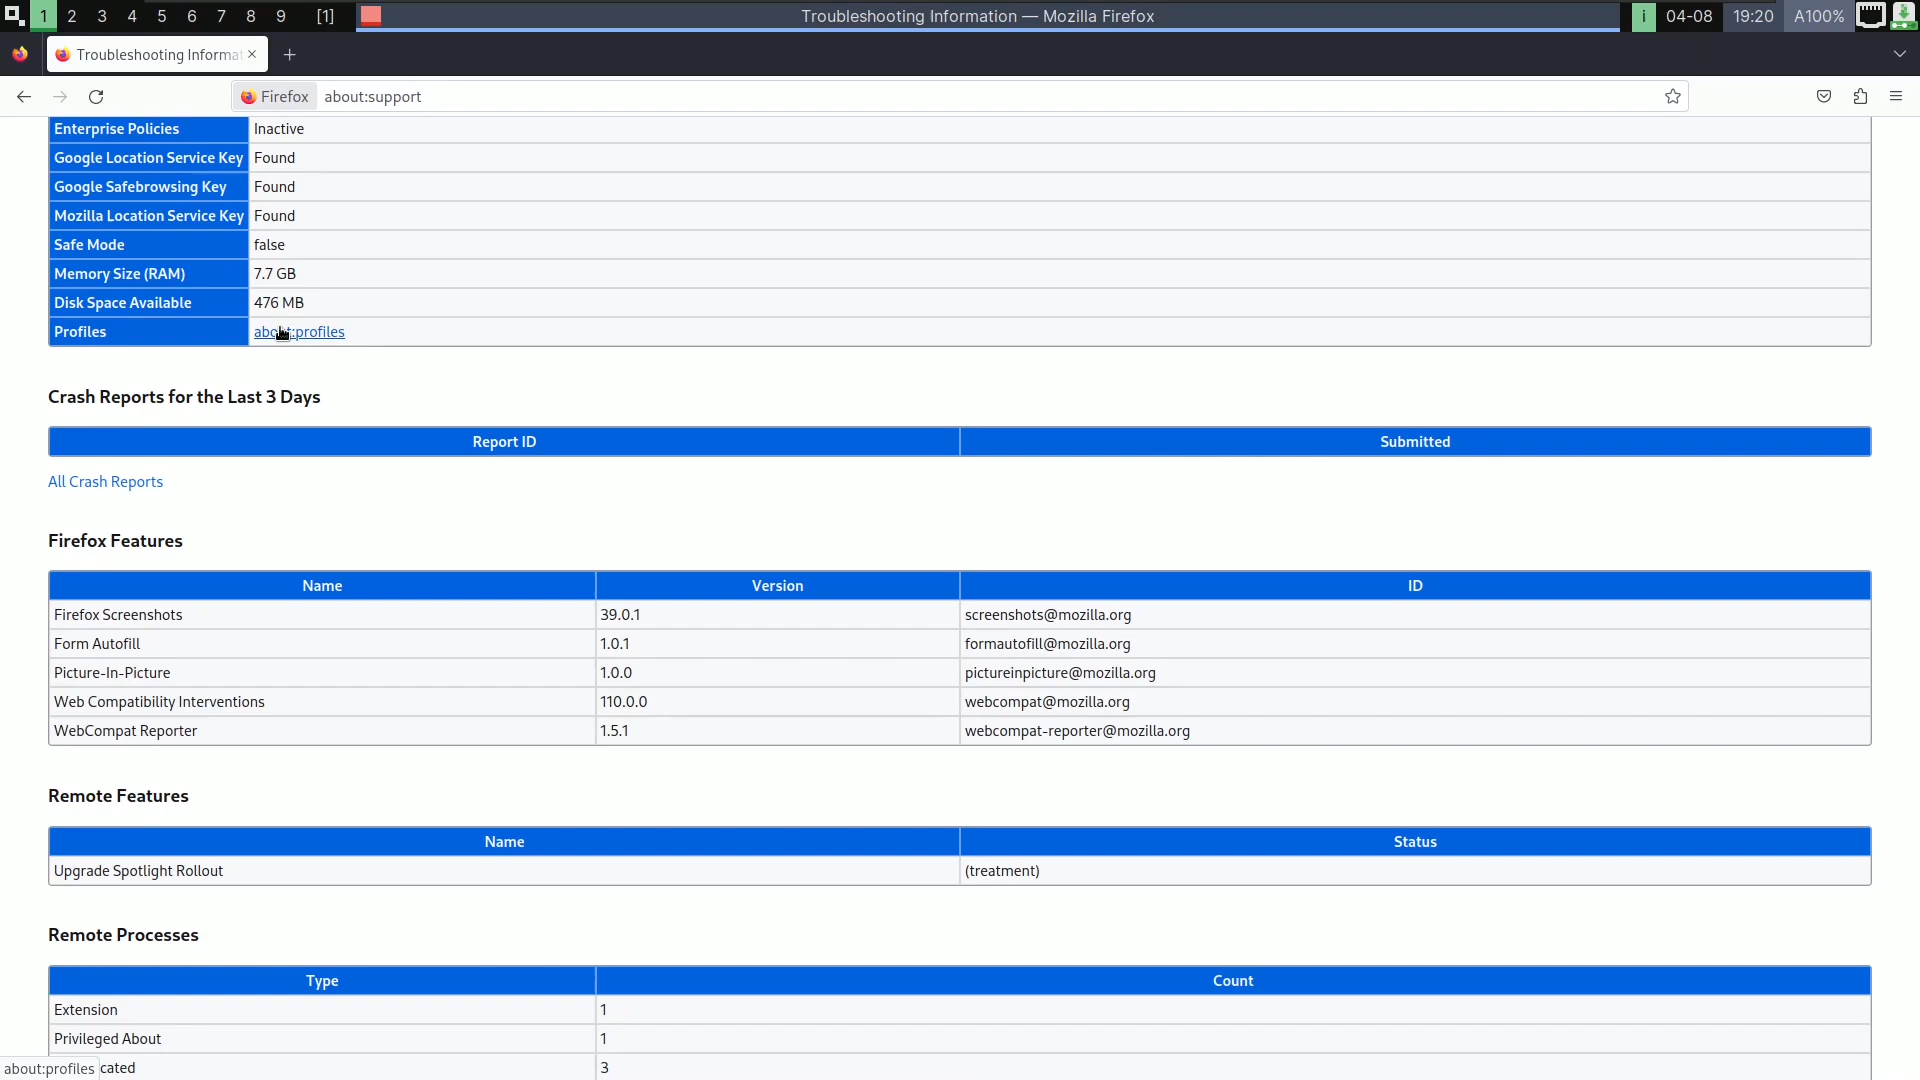 1 2 3 4 5 6 7 8 9 [1] Troubleshooting Information — Mozilla Firefox i 04-08 19:20 A100%
Troubleshooting Informat
Firefox about:support
Enterprise Policies Inactive
Google Location Service Key Found
Google Safebrowsing Key Found
Mozilla Location Service Key Found
Safe Mode false
Memory Size (RAM) 7.7 GB
Disk Space Available 476 MB
Profiles about:profiles
Crash Reports for the Last 3 Days
Report ID Submitted
All Crash Reports
Firefox Features
Name Version ID
Firefox Screenshots 39.0.1 screenshots@mozilla.org
Form Autofill 1.0.1 formautofill@mozilla.org
Picture-In-Picture 1.0.0 pictureinpicture@mozilla.org
Web Compatibility Interventions 110.0.0 webcompat@mozilla.org
WebCompat Reporter 1.5.1 webcompat-reporter@mozilla.org
Remote Features
Name Status
Upgrade Spotlight Rollout (treatment)
Remote Processes
Type Count
Extension 1
Privileged About 1
cated 3
about:profiles